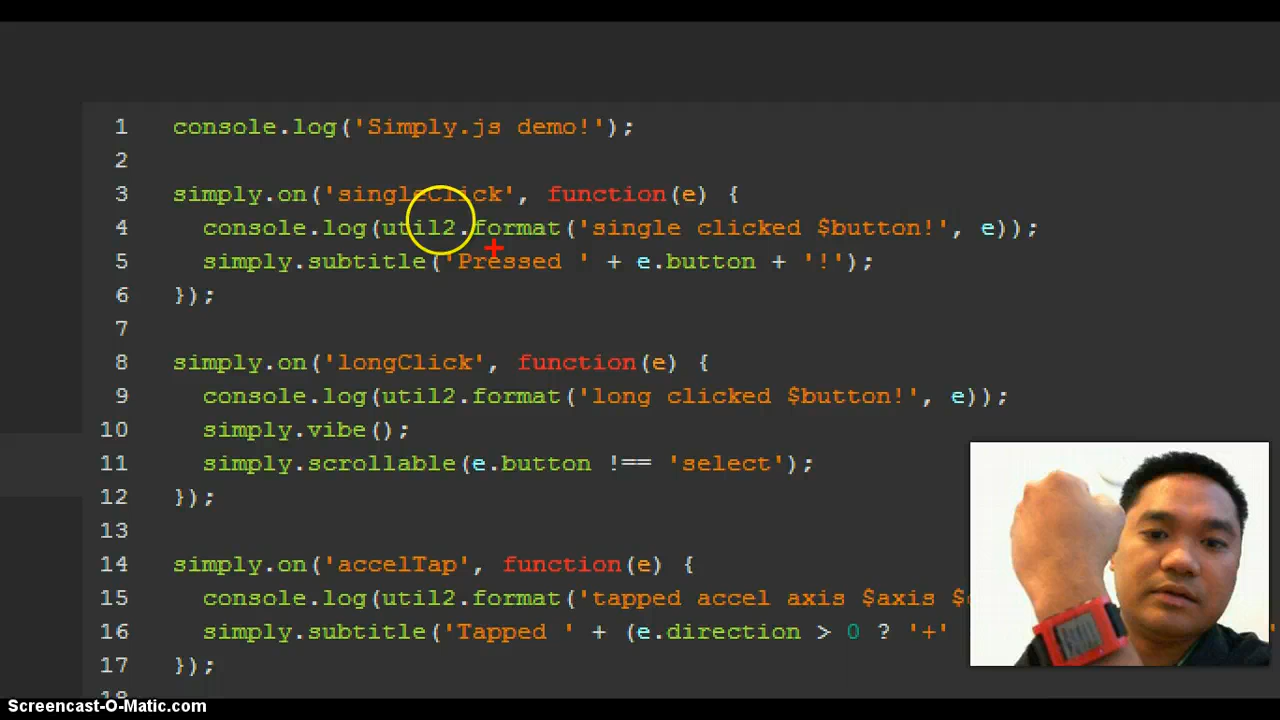 1 console.log('Simply.js demo!');
2
3 simply.on('singleClick', function(e) {
4 console.log(util2.format('single clicked $button!', e));
5 simply.subtitle('Pressed ' + e.button + '!');
6 });
7
8 simply.on('longClick', function(e) {
9 console.log(util2.format('long clicked $button!', e));
10 simply.vibe();
11 simply.scrollable(e.button !== 'select');
12 });
13
14 simply.on('accelTap', function(e) {
15 console.log(util2.format('tapped accel axis $axis $
16 simply.subtitle('Tapped ' + (e.direction > 0 ? '+'
17 });
18
Screencast-O-Matic.com